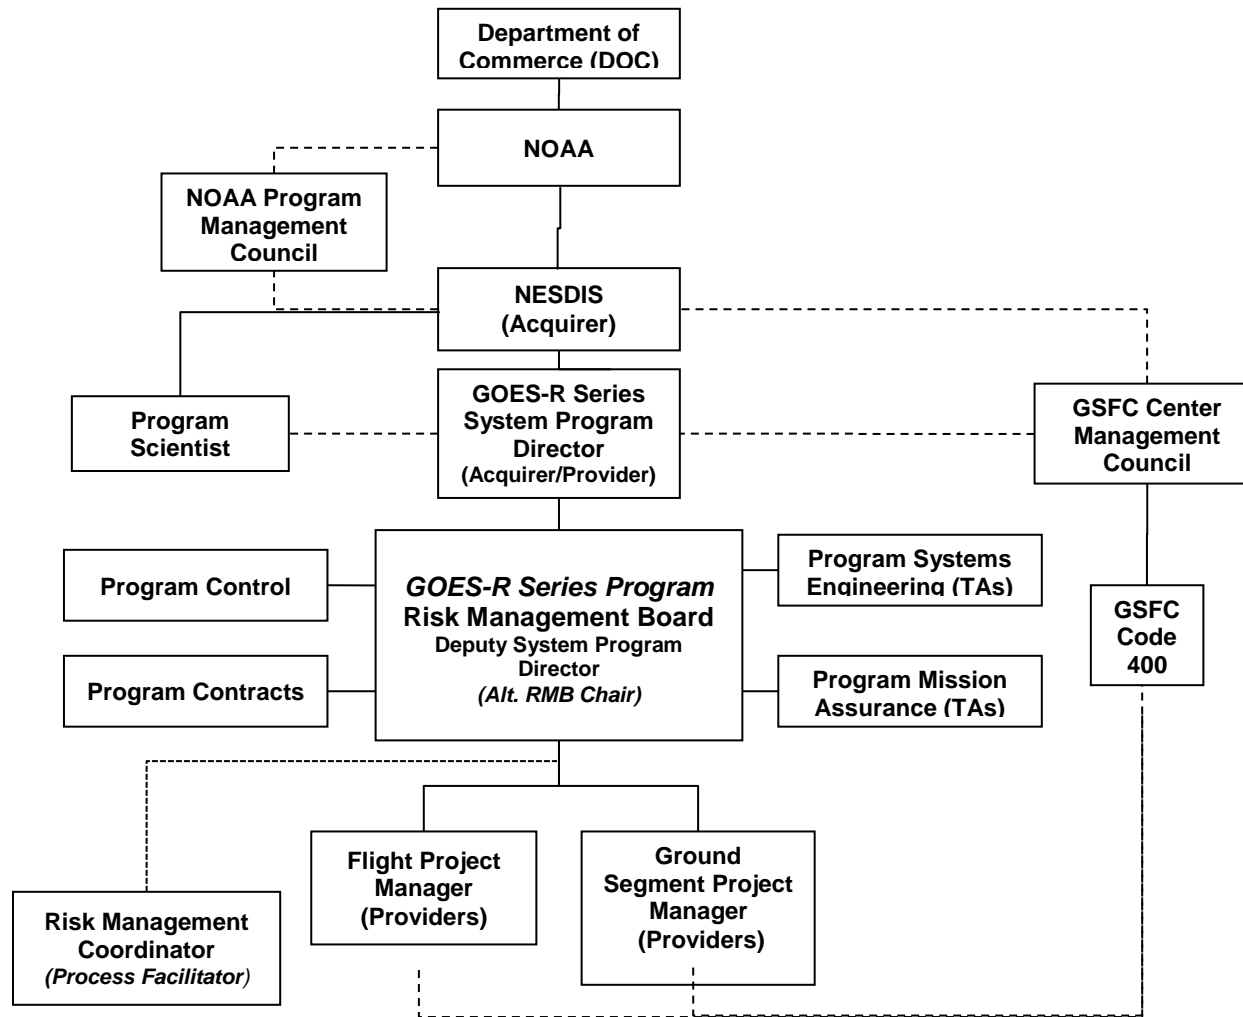 Department of
Commerce (DOC)
NOAA
NOAA Program
Management
Council
NESDIS
(Acquirer)
GOES-R Series
System Program
Director
(Acquirer/Provider)
Program
Scientist
GSFC Center
Management
Council
Program Control
GOES-R Series Program
Risk Management Board
Deputy System Program
Director
(Alt. RMB Chair)
Program Systems
Engineering (TAs)
GSFC
Code
400
Program Contracts
Program Mission
Assurance (TAs)
Flight Project
Manager
(Providers)
Ground
Segment Project
Manager
(Providers)
Risk Management
Coordinator
(Process Facilitator)